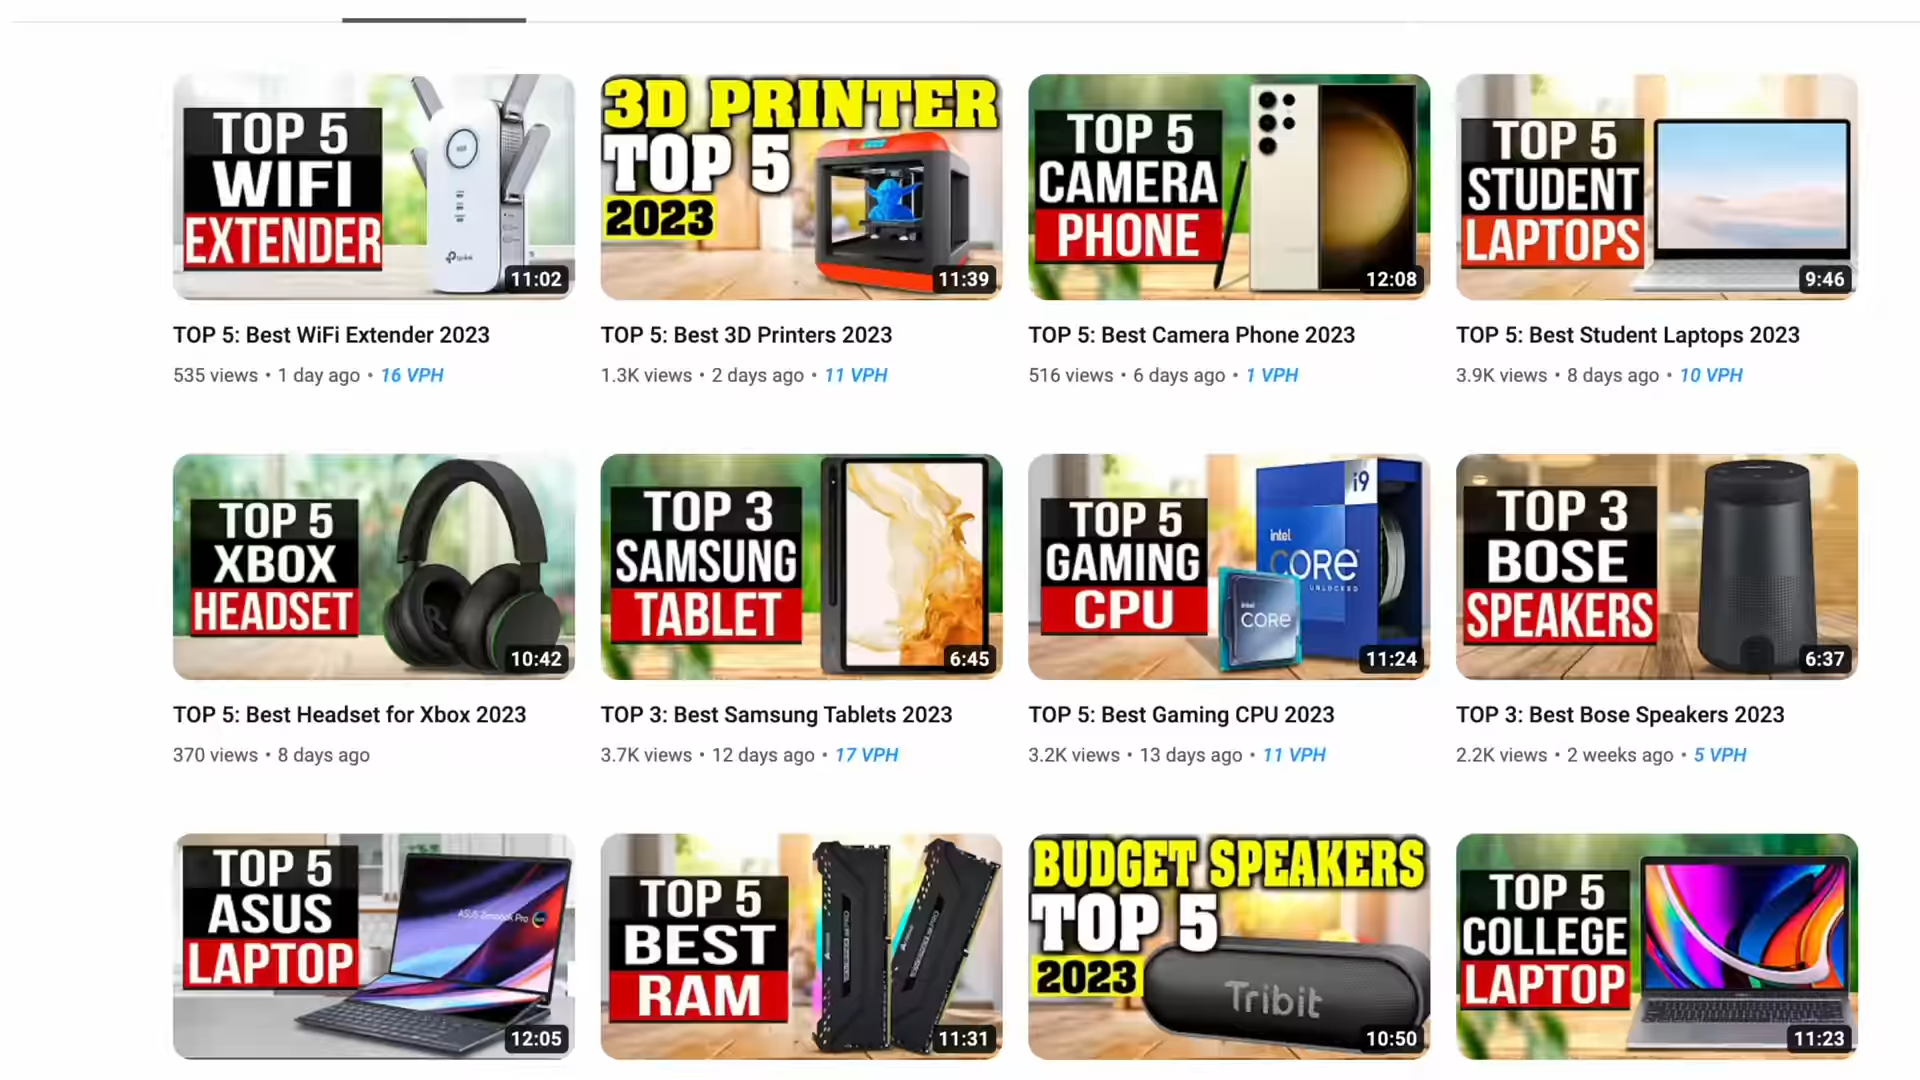 TOP 5
WIFI
EXTENDER
tp-link
11:02
3D PRINTER
TOP 5
2023
11:39
TOP 5
CAMERA
PHONE
12:08
TOP 5
STUDENT
LAPTOPS
9:46
TOP 5: Best WiFi Extender 2023
535 views • 1 day ago • 16 VPH
TOP 5: Best 3D Printers 2023
1.3K views • 2 days ago • 11 VPH
TOP 5: Best Camera Phone 2023
516 views • 6 days ago • 1 VPH
TOP 5: Best Student Laptops 2023
3.9K views • 8 days ago • 10 VPH
TOP 5
XBOX
HEADSET
10:42
TOP 3
SAMSUNG
TABLET
6:45
TOP 5
GAMING
CPU
i9
intel
CORE
UNLOCKED
intel
CORE
11:24
TOP 3
BOSE
SPEAKERS
6:37
TOP 5: Best Headset for Xbox 2023
370 views • 8 days ago
TOP 3: Best Samsung Tablets 2023
3.7K views • 12 days ago • 17 VPH
TOP 5: Best Gaming CPU 2023
3.2K views • 13 days ago • 11 VPH
TOP 3: Best Bose Speakers 2023
2.2K views • 2 weeks ago • 5 VPH
TOP 5
ASUS
LAPTOP
ASUS Zenbook Pro
12:05
TOP 5
BEST
RAM
11:31
BUDGET SPEAKERS
TOP 5
2023
Tribit
10:50
TOP 5
COLLEGE
LAPTOP
11:23